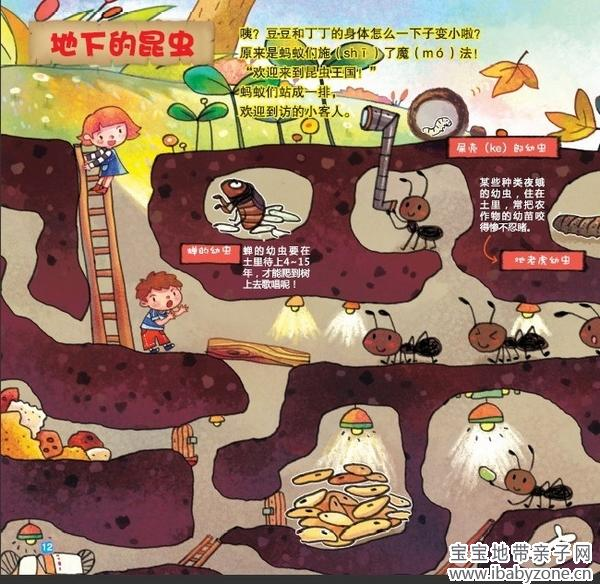 地下的昆虫
咦？豆豆和丁丁的身体怎么一下子变小啦？
原来是蚂蚁们施（shī）了魔（mó）法！
“欢迎来到昆虫王国！”
蚂蚁们站成一排，
欢迎到访的小客人。
屎壳（ke）郎幼虫
某些种类夜蛾
的幼虫，住在
土里，常把农
作物的幼苗咬
得惨不忍睹。
地老虎幼虫
蝉的幼虫
蝉的幼虫要在
土里待上4~15
年，才能爬到树
上去歌唱呢！
12
宝宝地带亲子网
www.ibabyzone.cn